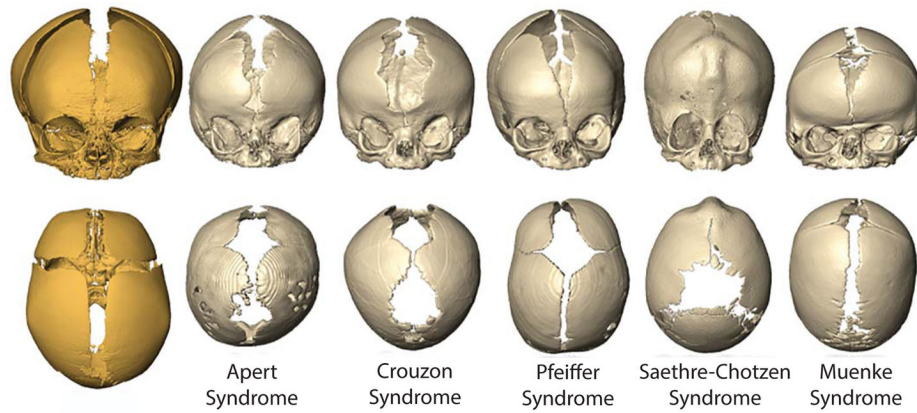 Apert
Syndrome
Crouzon
Syndrome
Pfeiffer
Syndrome
Saethre-Chotzen
Syndrome
Muenke
Syndrome